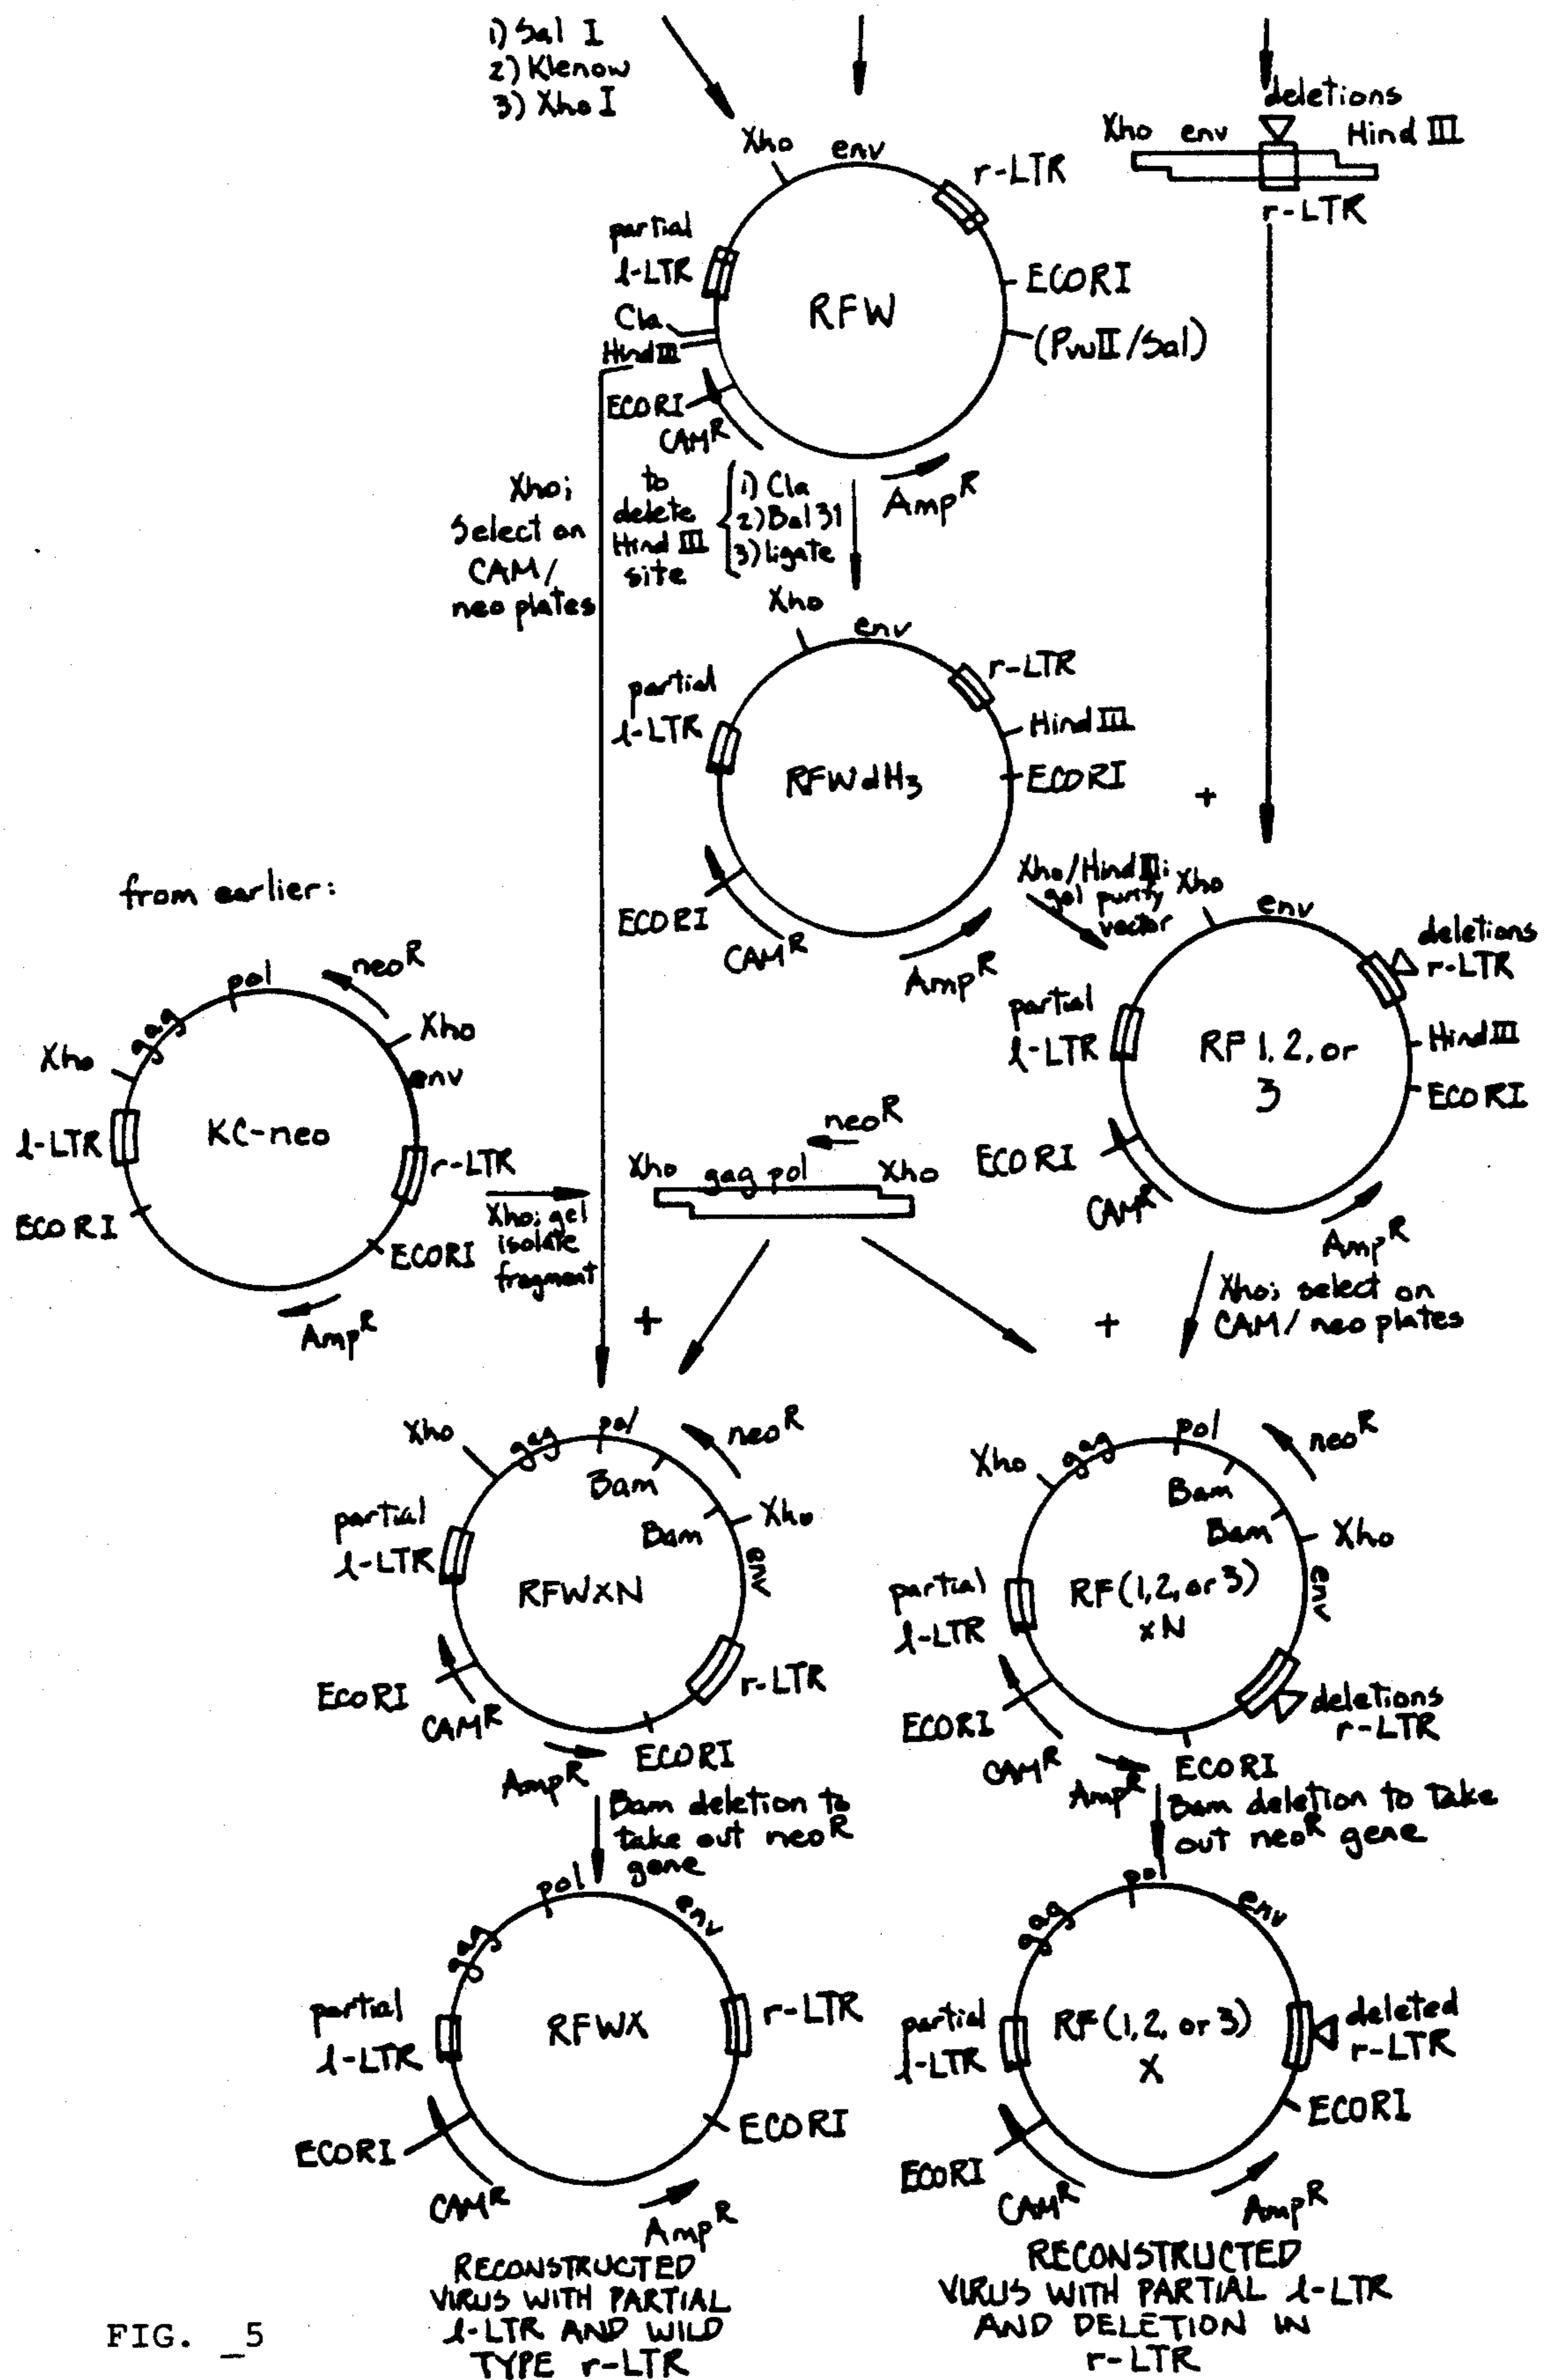 1) Sal I
2) Klenow
3) Xho I
deletions
Xho env Hind III
r-LTR
Xho
env
r-LTR
partial
l-LTR
ECORI
RFW
Cla
Hind III
(PvuII/Sal)
ECORI
CAMR
AmpR
Xho;
Select on
CAM/
neo plates
to
delete
Hind III
site
1) Cla
2) Bal 31
3) ligate
Xho
env
r-LTR
partial
l-LTR
Hind III
RFWdH3
ECORI
+
ECORI
CAMR
AmpR
Xho/Hind III;
gel purify
vector
Xho
env
deletions
r-LTR
partial
l-LTR
RF 1, 2, or
3
Hind III
ECORI
ECORI
CAMR
AmpR
from earlier:
pol
neoR
gag
Xho
Xho
env
l-LTR
KC-neo
r-LTR
ECORI
ECORI
AmpR
Xho; gel
isolate
fragment
neoR
Xho gag pol Xho
+
+
Xho; select on
CAM/ neo plates
Xho
gag
pol
neoR
Bam
Bam
Xho
partial
l-LTR
env
RFWXN
r-LTR
ECORI
CAMR
AmpR
ECORI
Xho
gag
pol
neoR
Bam
Bam
Xho
partial
l-LTR
env
RF(1,2, or 3)
xN
deletions
r-LTR
ECORI
CAMR
AmpR
ECORI
Bam deletion to
take out neoR
gene
Bam deletion to take
out neoR gene
pol
env
gag
partial
l-LTR
RFWX
r-LTR
ECORI
ECORI
CAMR
AmpR
pol
env
gag
partial
l-LTR
RF(1,2, or 3)
X
deleted
r-LTR
ECORI
ECORI
CAMR
AmpR
RECONSTRUCTED
VIRUS WITH PARTIAL
l-LTR AND WILD
TYPE r-LTR
RECONSTRUCTED
VIRUS WITH PARTIAL l-LTR
AND DELETION IN
r-LTR
FIG. _5